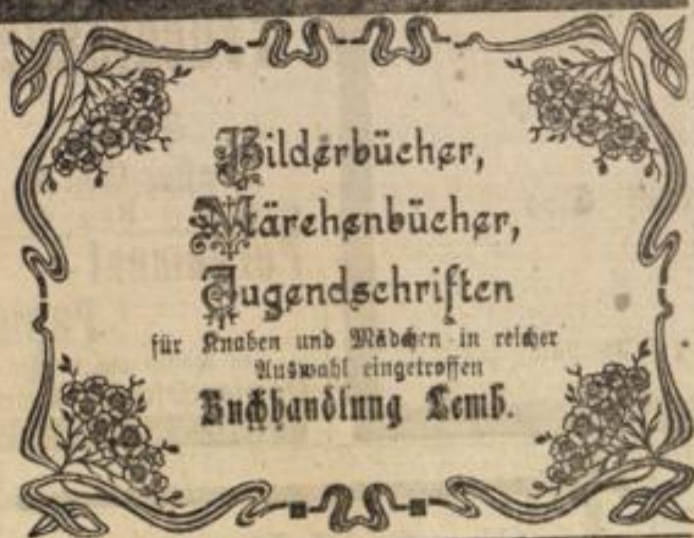 Bilderbücher,
Märchenbücher,
Jugendschriften
für Knaben und Mädchen in reicher
Auswahl eingetroffen
Buchhandlung Lemb.